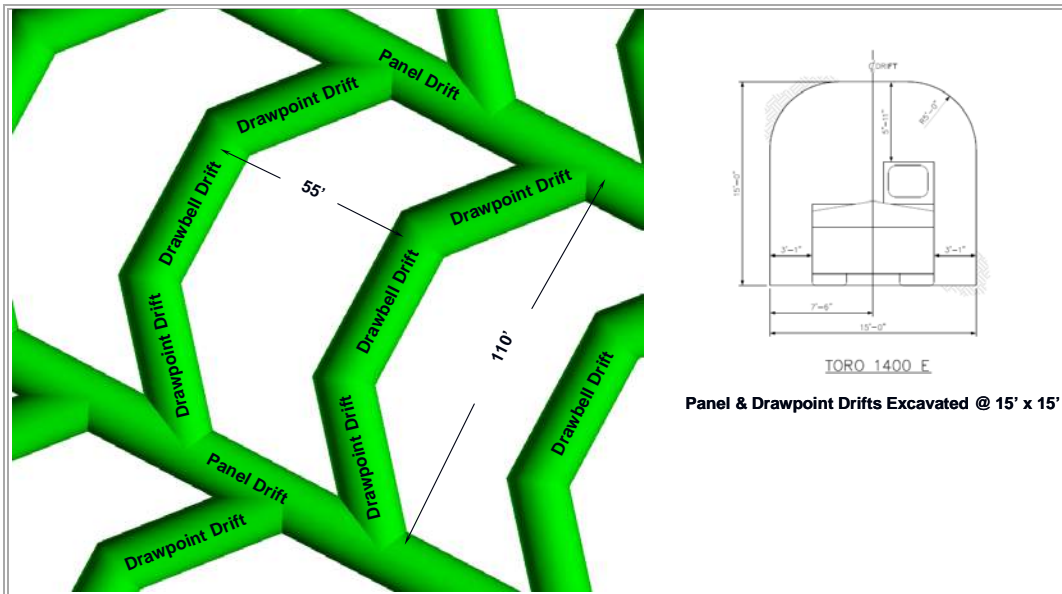 Panel Drift
Drawpoint Drift
Drawbell Drift
55'
Drawpoint Drift
Drawbell Drift
Drawpoint Drift
110'
Drawpoint Drift
Drawbell Drift
Panel Drift
Drawpoint Drift
℄ DRIFT
5'-11"
R5'-0"
15'-0"
3'-1"
3'-1"
7'-6"
15'-0"
TORO 1400 E
Panel & Drawpoint Drifts Excavated @ 15' x 15'